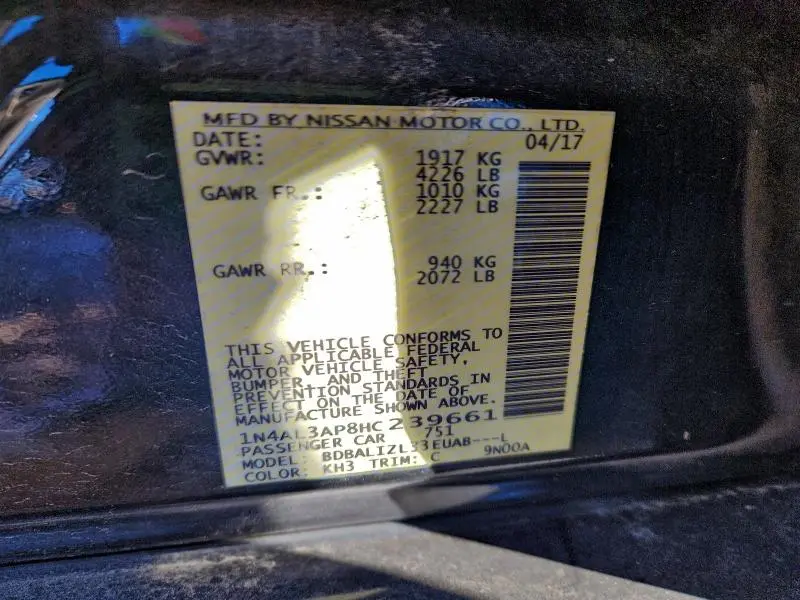 MFD BY NISSAN MOTOR CO., LTD.
DATE: 04/17
GVWR: 1917 KG
4226 LB
GAWR FR.: 1010 KG
2227 LB
GAWR RR.: 940 KG
2072 LB
THIS VEHICLE CONFORMS TO
ALL APPLICABLE FEDERAL
MOTOR VEHICLE SAFETY,
BUMPER, AND THEFT
PREVENTION STANDARDS IN
EFFECT ON THE DATE OF
MANUFACTURE SHOWN ABOVE.
1N4AL3AP8HC 239661
PASSENGER CAR 751
MODEL: BDBALIZL33EUAB---L
COLOR: KH3 TRIM: C 9N00A